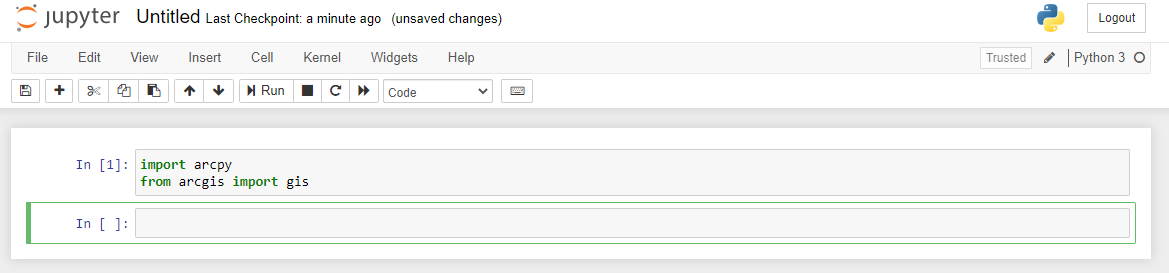 jupyter Untitled Last Checkpoint: a minute ago (unsaved changes) Logout
File Edit View Insert Cell Kernel Widgets Help Trusted Python 3
Run Code
In [1]: import arcpy
from arcgis import gis
In [ ]: